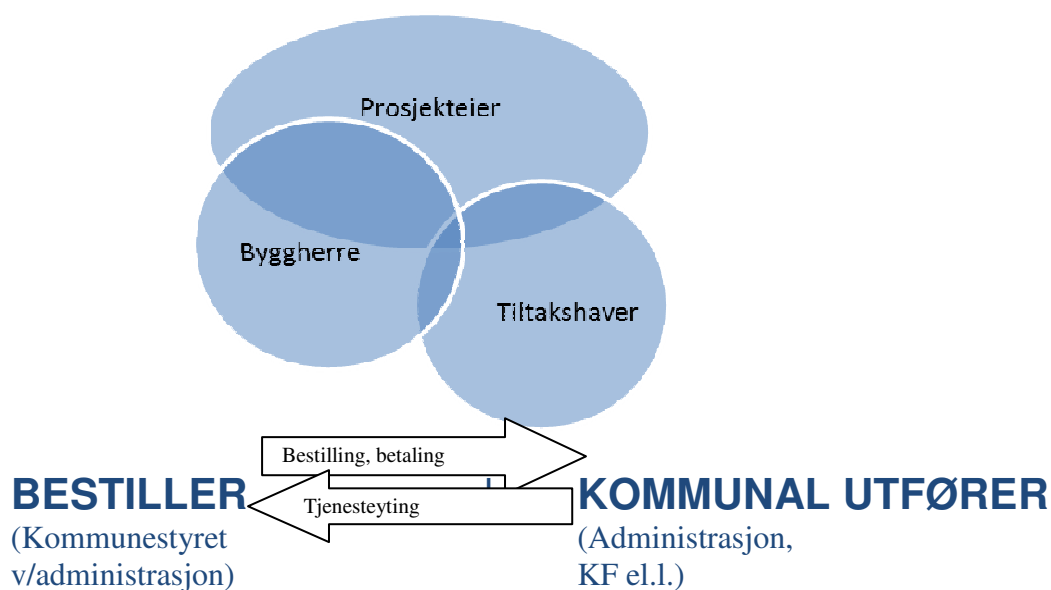 Prosjekteier
Byggherre
Tiltakshaver
Bestilling, betaling
Tjenesteyting
BESTILLER
(Kommunestyret
v/administrasjon)
KOMMUNAL UTFØRER
(Administrasjon,
KF el.l.)